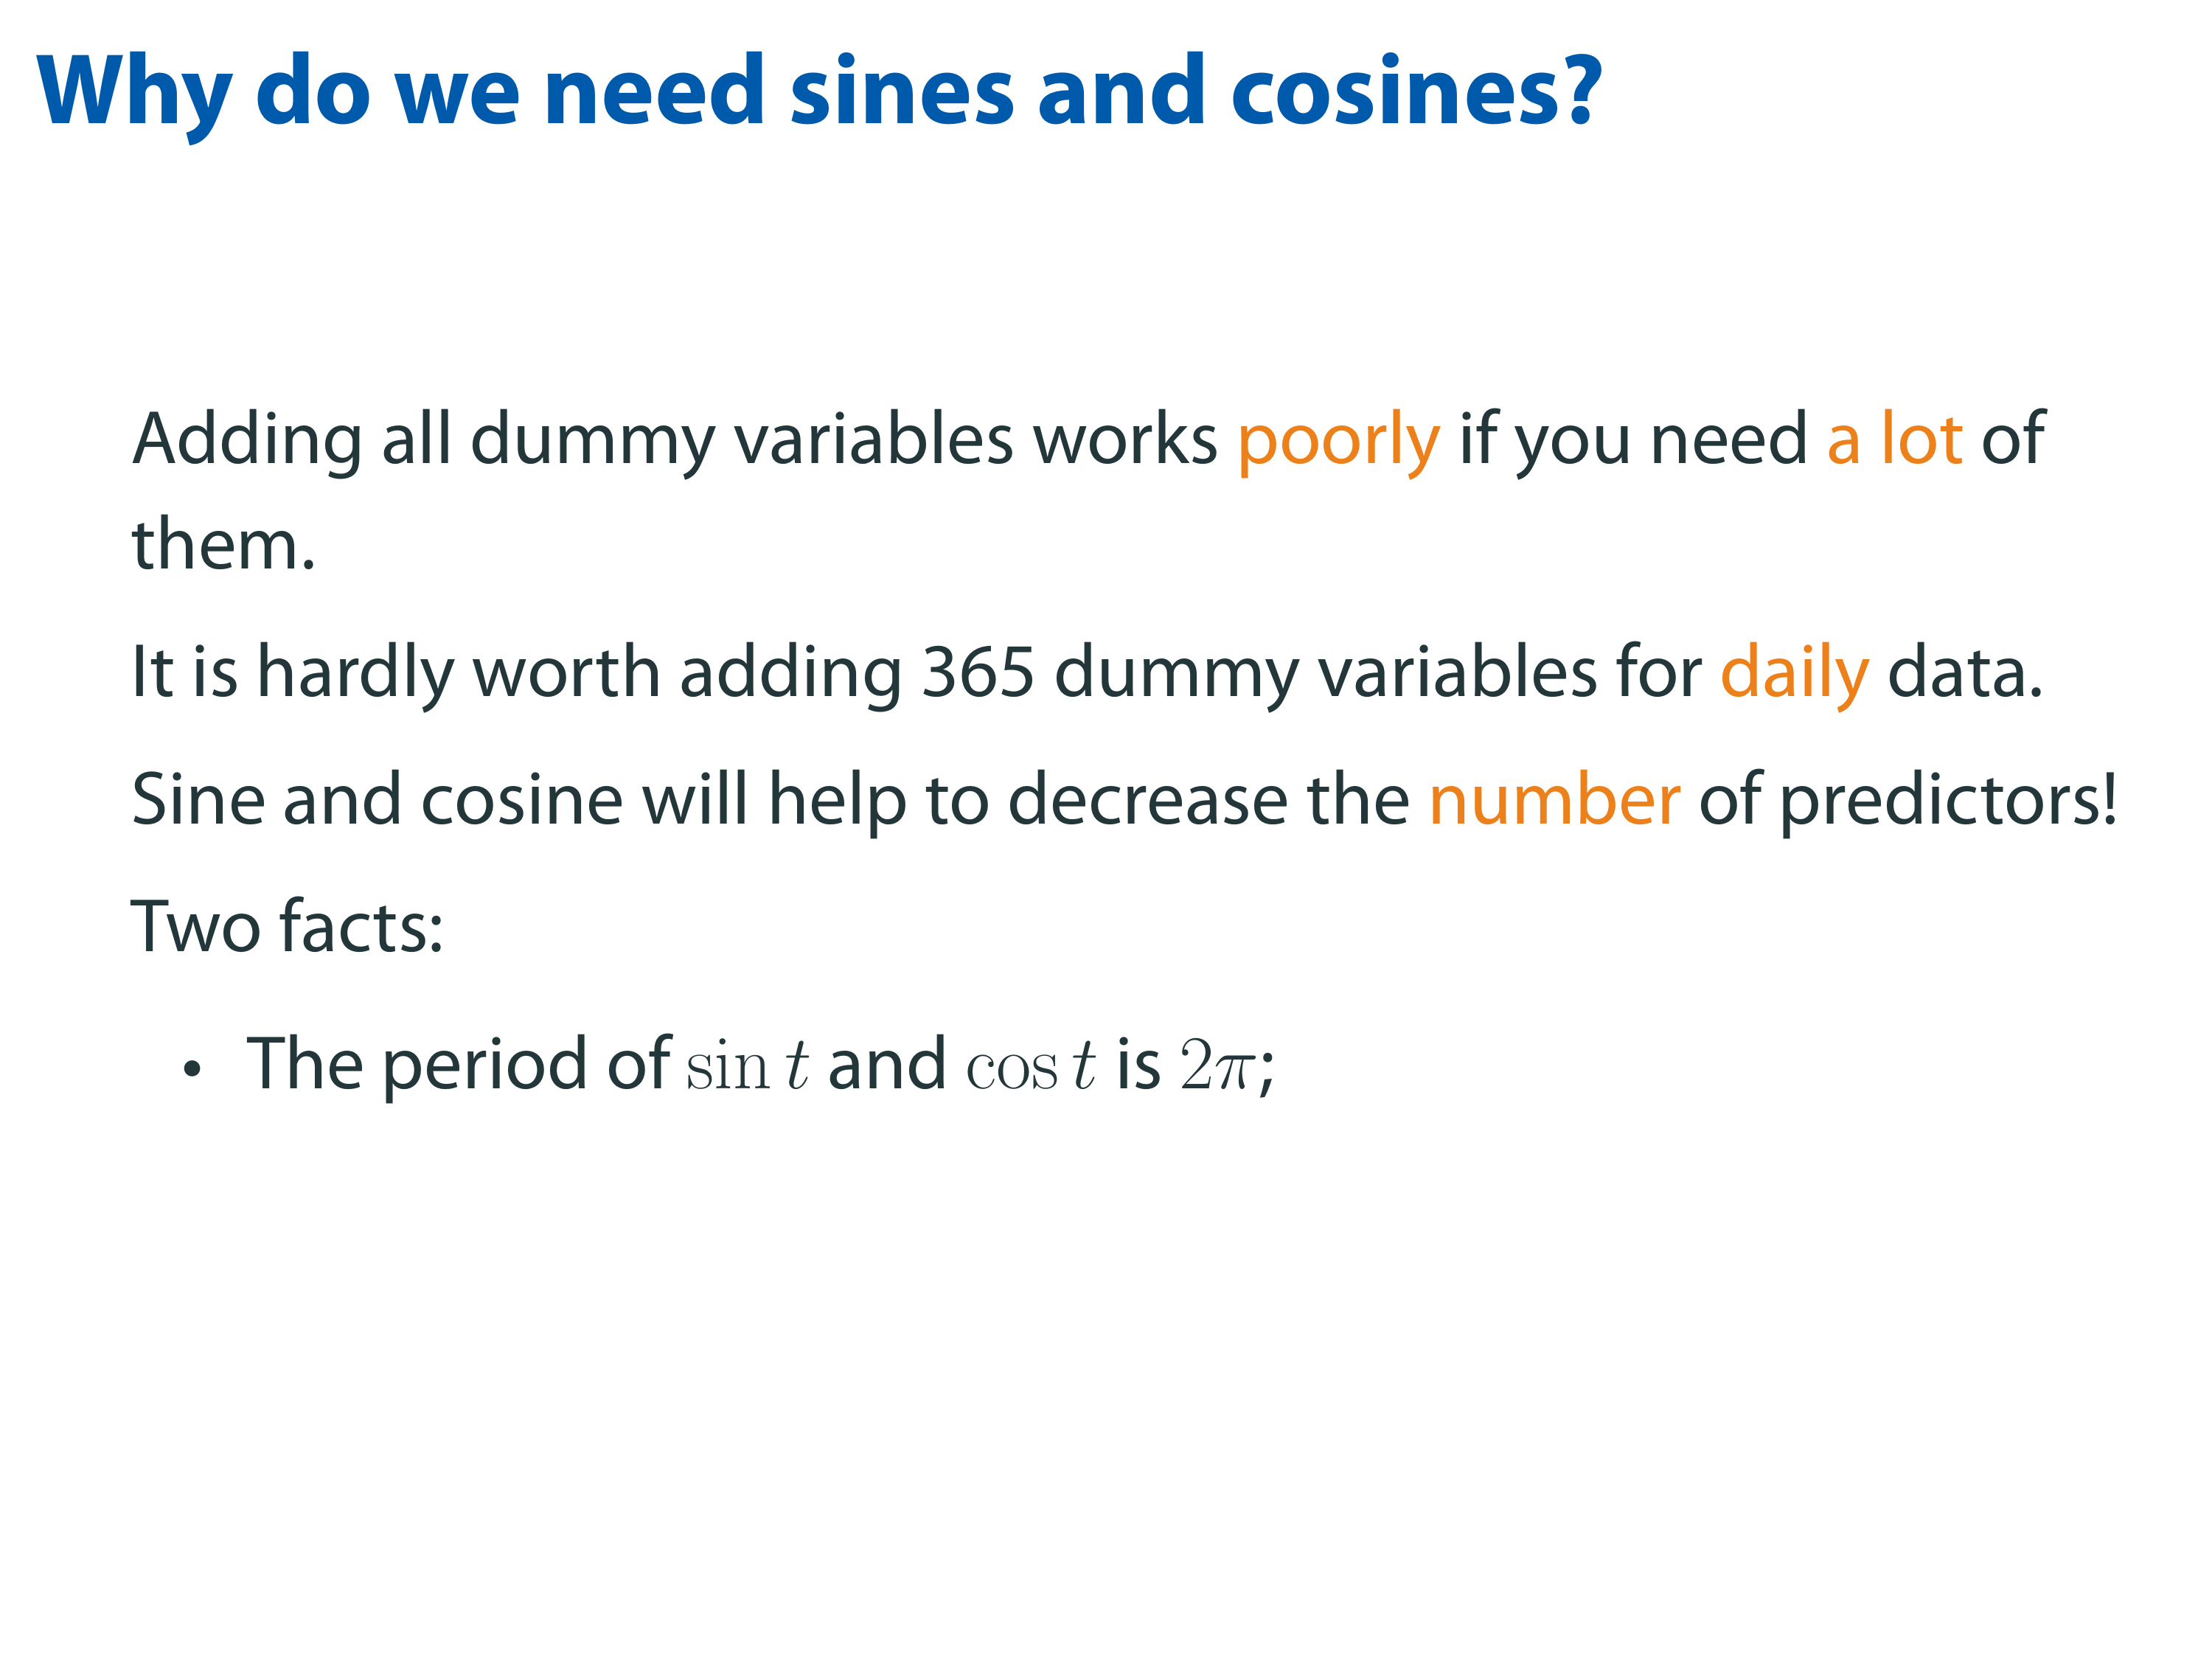 Why do we need sines and cosines?
Adding all dummy variables works poorly if you need a lot of
them.
It is hardly worth adding 365 dummy variables for daily data.
Sine and cosine will help to decrease the number of predictors!
Two facts:
• The period of sin t and cos t is 2π;